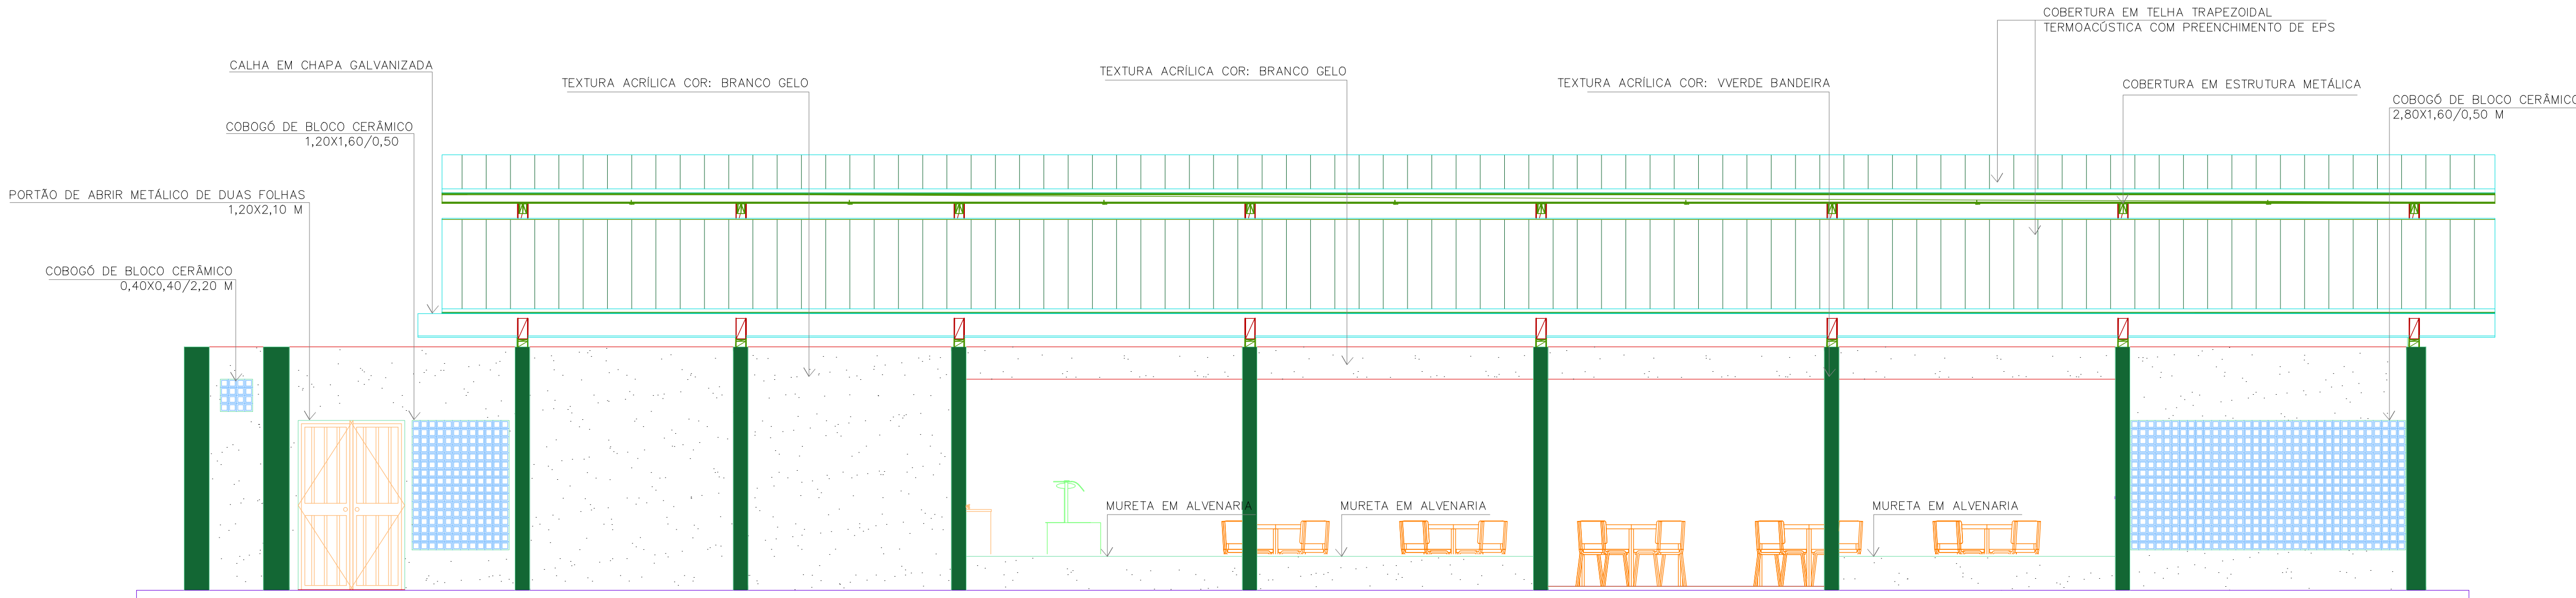 COBERTURA EM TELHA TRAPEZOIDAL
TERMOACÚSTICA COM PREENCHIMENTO DE EPS
CALHA EM CHAPA GALVANIZADA
TEXTURA ACRÍLICA COR: BRANCO GELO
TEXTURA ACRÍLICA COR: BRANCO GELO
TEXTURA ACRÍLICA COR: VVERDE BANDEIRA
COBERTURA EM ESTRUTURA METÁLICA
COBOGÓ DE BLOCO CERÂMICO
2,80X1,60/0,50 M
COBOGÓ DE BLOCO CERÂMICO
1,20X1,60/0,50
PORTÃO DE ABRIR METÁLICO DE DUAS FOLHAS
1,20X2,10 M
COBOGÓ DE BLOCO CERÂMICO
0,40X0,40/2,20 M
MURETA EM ALVENARIA
MURETA EM ALVENARIA
MURETA EM ALVENARIA